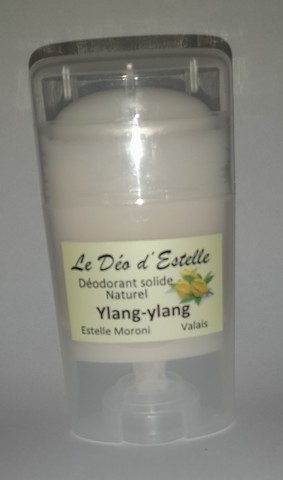 Le Déo d'Estelle
Déodorant solide
Naturel
Ylang-ylang
Estelle Moroni Valais